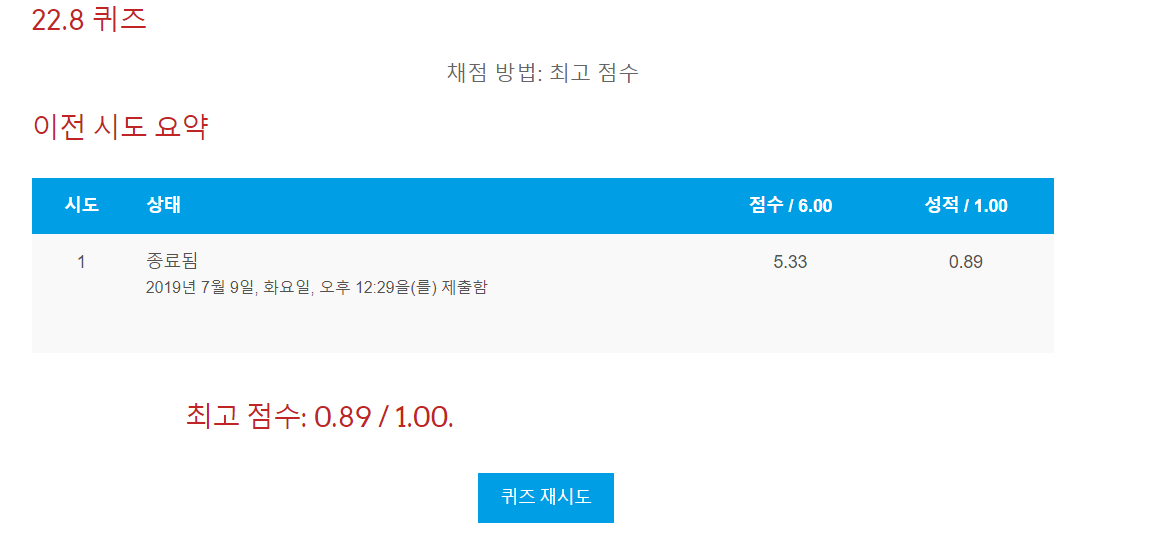 22.8 퀴즈
채점 방법: 최고 점수
이전 시도 요약
시도 상태 점수 / 6.00 성적 / 1.00
1 종료됨 5.33 0.89
2019년 7월 9일, 화요일, 오후 12:29을(를) 제출함
최고 점수: 0.89 / 1.00.
퀴즈 재시도